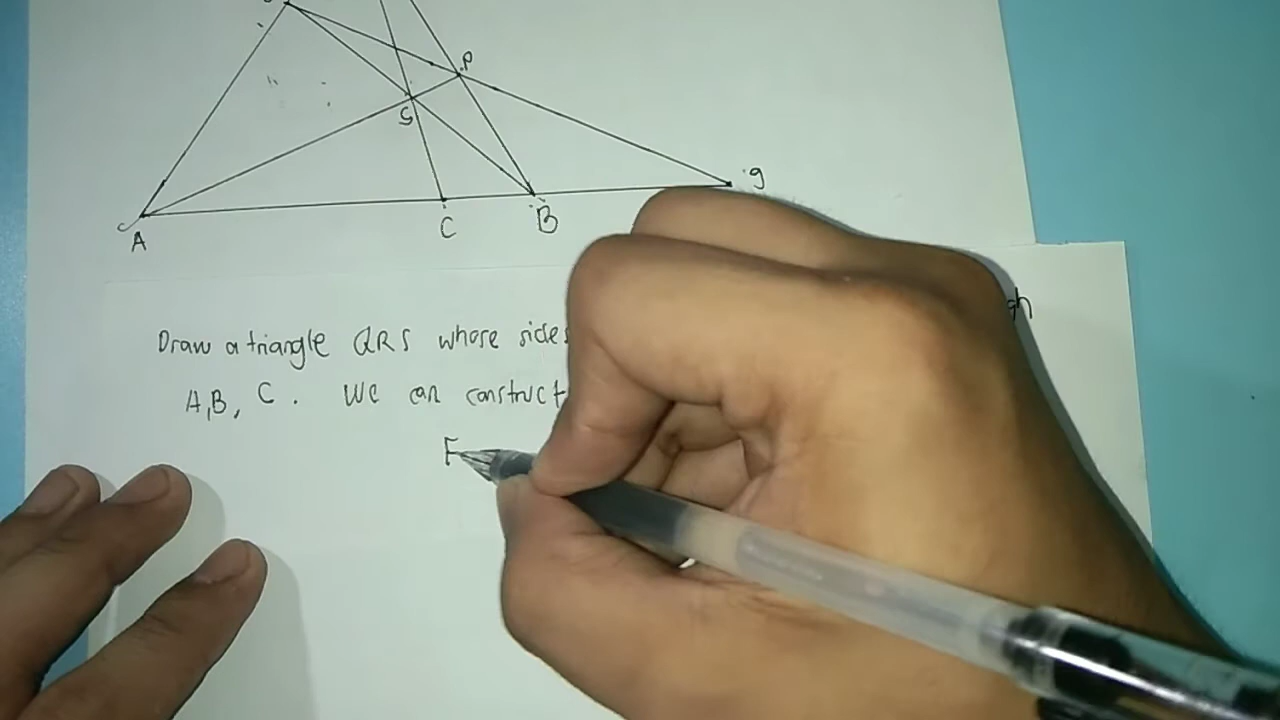 P
S
g
A
C
B
Draw a triangle QRS whose sides
A,B, C. We can construct
F